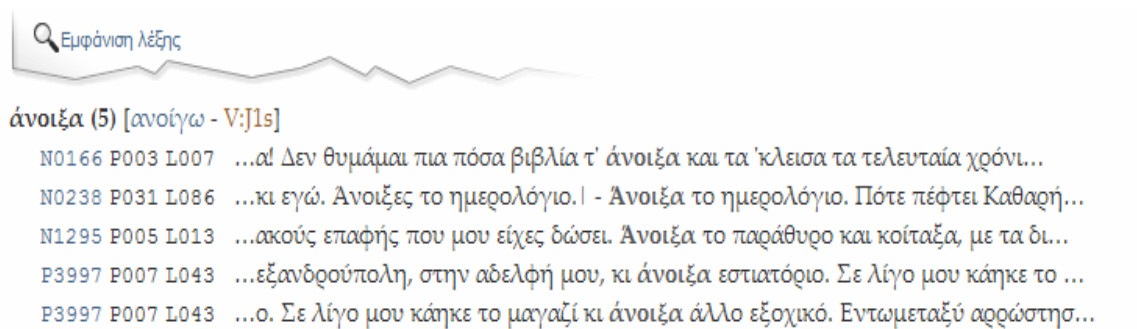 Εμφάνιση λέξης
άνοιξα (5) [ανοίγω - V:J1s]
N0166 P003 L007 ...α! Δεν θυμάμαι πια πόσα βιβλία τ' άνοιξα και τα 'κλεισα τα τελευταία χρόνι...
N0238 P031 L086 ...κι εγώ. Άνοιξες το ημερολόγιο.| - Άνοιξα το ημερολόγιο. Πότε πέφτει Καθαρή...
N1295 P005 L013 ...ακούς επαφής που μου είχες δώσει. Άνοιξα το παράθυρο και κοίταξα, με τα δι...
P3997 P007 L043 ...εξανδρούπολη, στην αδελφή μου, κι άνοιξα εστιατόριο. Σε λίγο μου κάηκε το ...
P3997 P007 L043 ...ο. Σε λίγο μου κάηκε το μαγαζί κι άνοιξα άλλο εξοχικό. Εντωμεταξύ αρρώστησ...